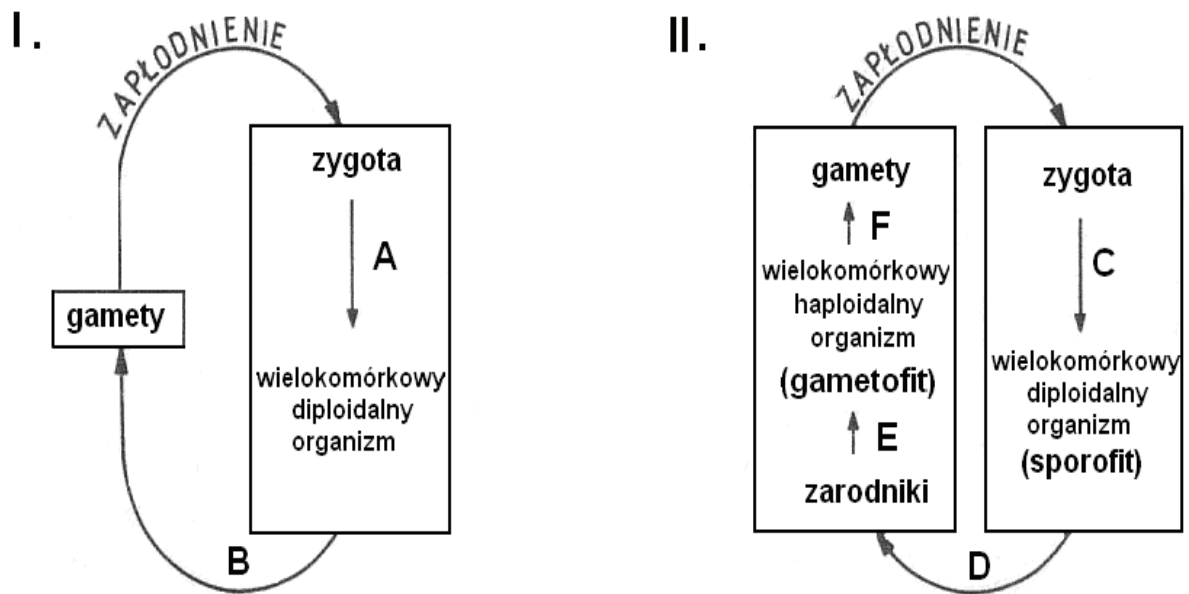 I.
ZAPŁODNIENIE
zygota
A
gamety
wielokomórkowy
diploidalny
organizm
B
II.
ZAPŁODNIENIE
gamety
F
wielokomórkowy
haploidalny
organizm
(gametofit)
E
zarodniki
zygota
C
wielokomórkowy
diploidalny
organizm
(sporofit)
D